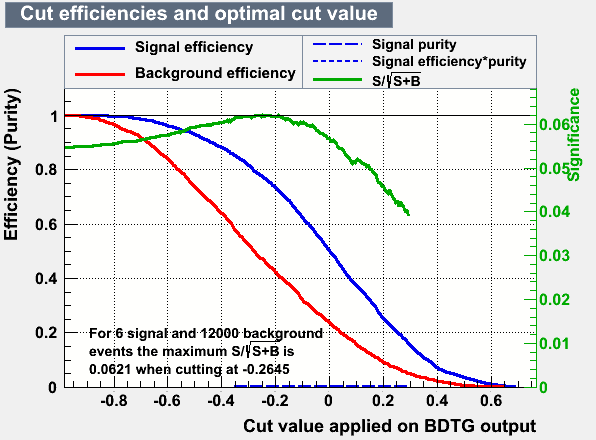 Cut efficiencies and optimal cut value
Signal efficiency
Background efficiency
Signal purity
Signal efficiency*purity
S/√S+B
Efficiency (Purity)
Significance
1
0.8
0.6
0.4
0.2
0
0.06
0.05
0.04
0.03
0.02
0.01
0
For 6 signal and 12000 background
events the maximum S/√S+B is
0.0621 when cutting at -0.2645
-0.8 -0.6 -0.4 -0.2 0 0.2 0.4 0.6
Cut value applied on BDTG output